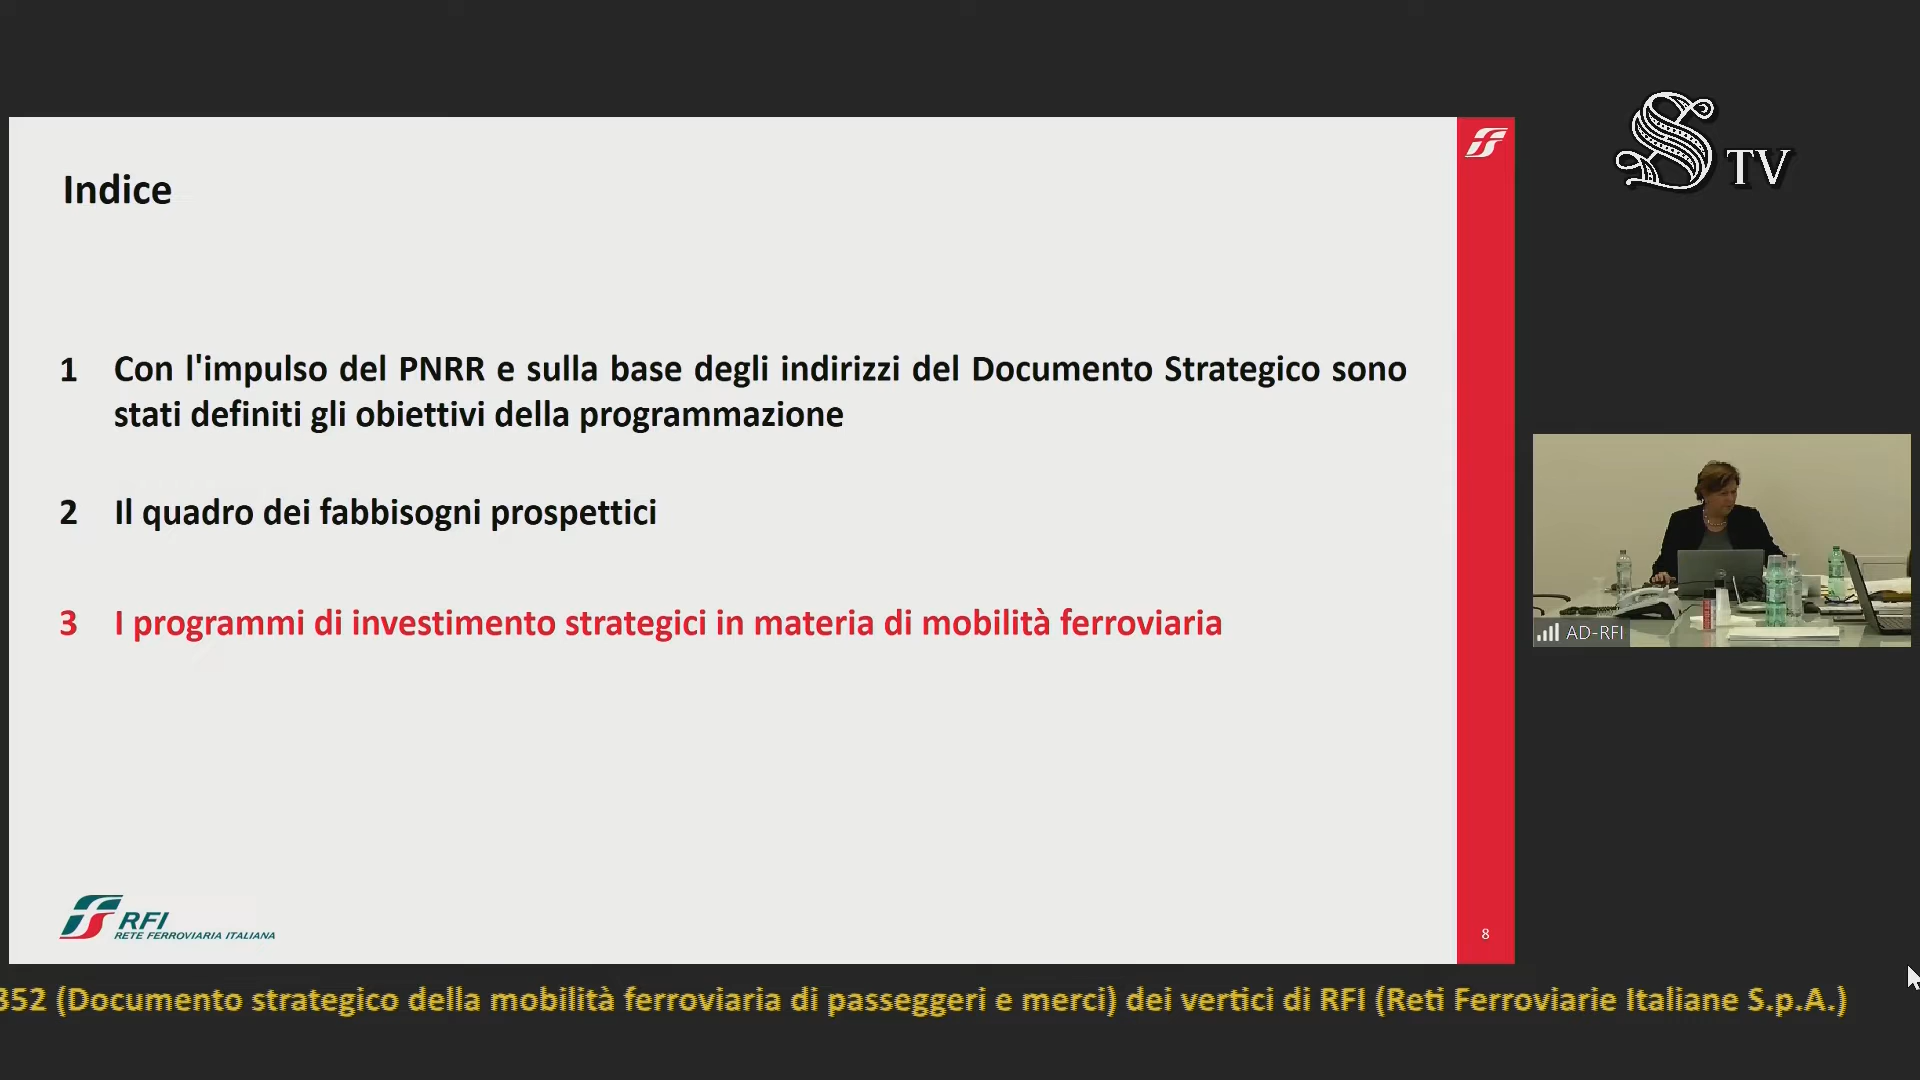 TV
Indice
1 Con l'impulso del PNRR e sulla base degli indirizzi del Documento Strategico sono
stati definiti gli obiettivi della programmazione
2 Il quadro dei fabbisogni prospettici
3 I programmi di investimento strategici in materia di mobilità ferroviaria
AD-RFI
RFI
RETE FERROVIARIA ITALIANA
8
352 (Documento strategico della mobilità ferroviaria di passeggeri e merci) dei vertici di RFI (Reti Ferroviarie Italiane S.p.A.)